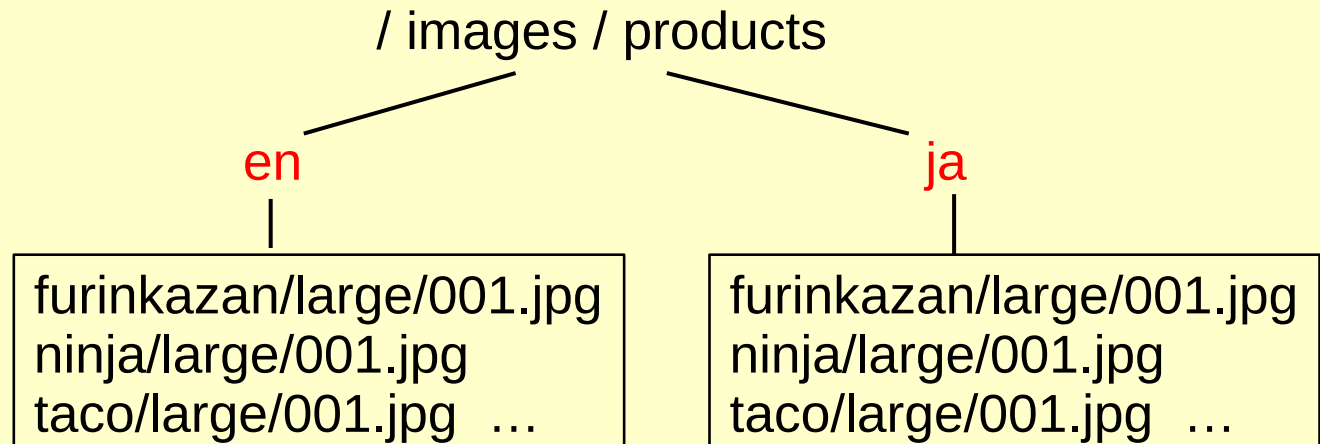 / images / products
en
ja
furinkazan/large/001.jpg
ninja/large/001.jpg
taco/large/001.jpg ...
furinkazan/large/001.jpg
ninja/large/001.jpg
taco/large/001.jpg ...